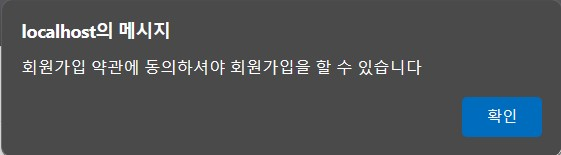 localhost의 메시지
회원가입 약관에 동의하셔야 회원가입을 할 수 있습니다
확인